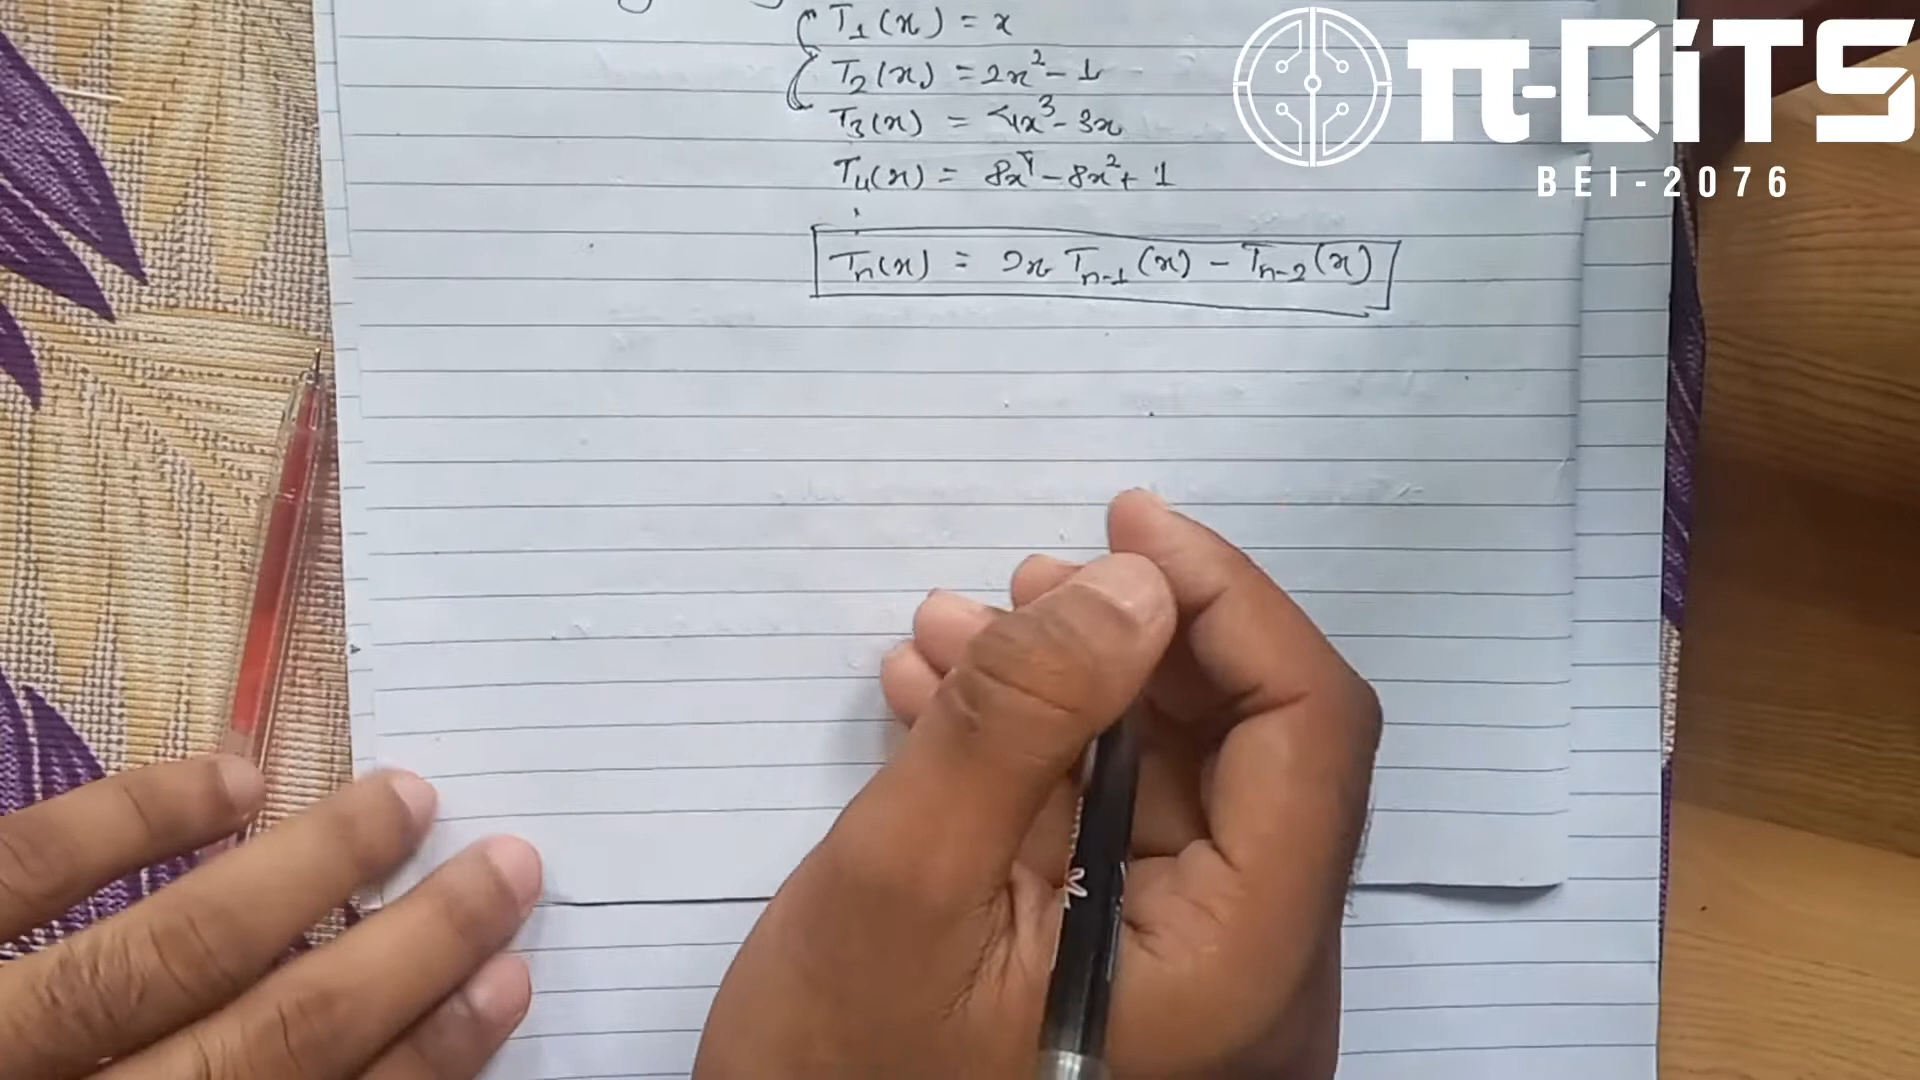 T₁(x) = x
T₂(x) = 2x² - 1
T₃(x) = 4x³ - 3x
T₄(x) = 8x⁴ - 8x² + 1
Tₙ(x) = 2x Tₙ₋₁(x) - Tₙ₋₂(x)
π-DiTS
BEI-2076